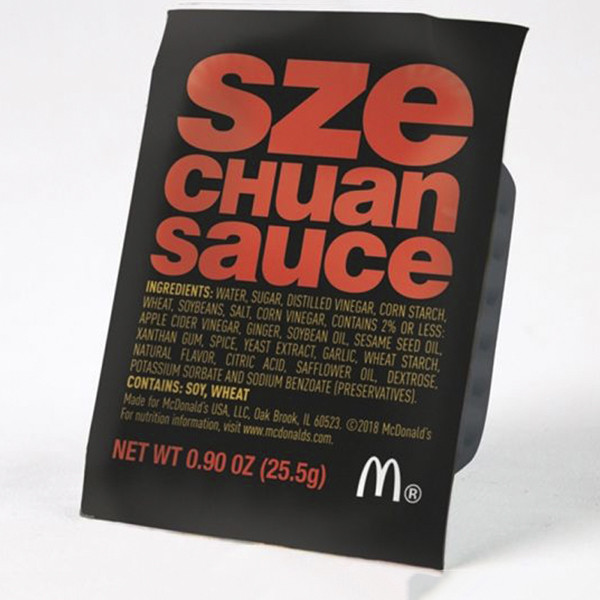 sze
CHuan
sauce
INGREDIENTS: WATER, SUGAR, DISTILLED VINEGAR, CORN STARCH,
WHEAT, SOYBEANS, SALT, CORN VINEGAR, CONTAINS 2% OR LESS:
APPLE CIDER VINEGAR, GINGER, SOYBEAN OIL, SESAME SEED OIL,
XANTHAN GUM, SPICE, YEAST EXTRACT, GARLIC, WHEAT STARCH,
NATURAL FLAVOR, CITRIC ACID, SAFFLOWER OIL, DEXTROSE,
POTASSIUM SORBATE AND SODIUM BENZOATE (PRESERVATIVES).
CONTAINS: SOY, WHEAT
Made for McDonald's USA, LLC, Oak Brook, IL 60523. ©2018 McDonald's
For nutrition information, visit www.mcdonalds.com.
NET WT 0.90 OZ (25.5g)
M®